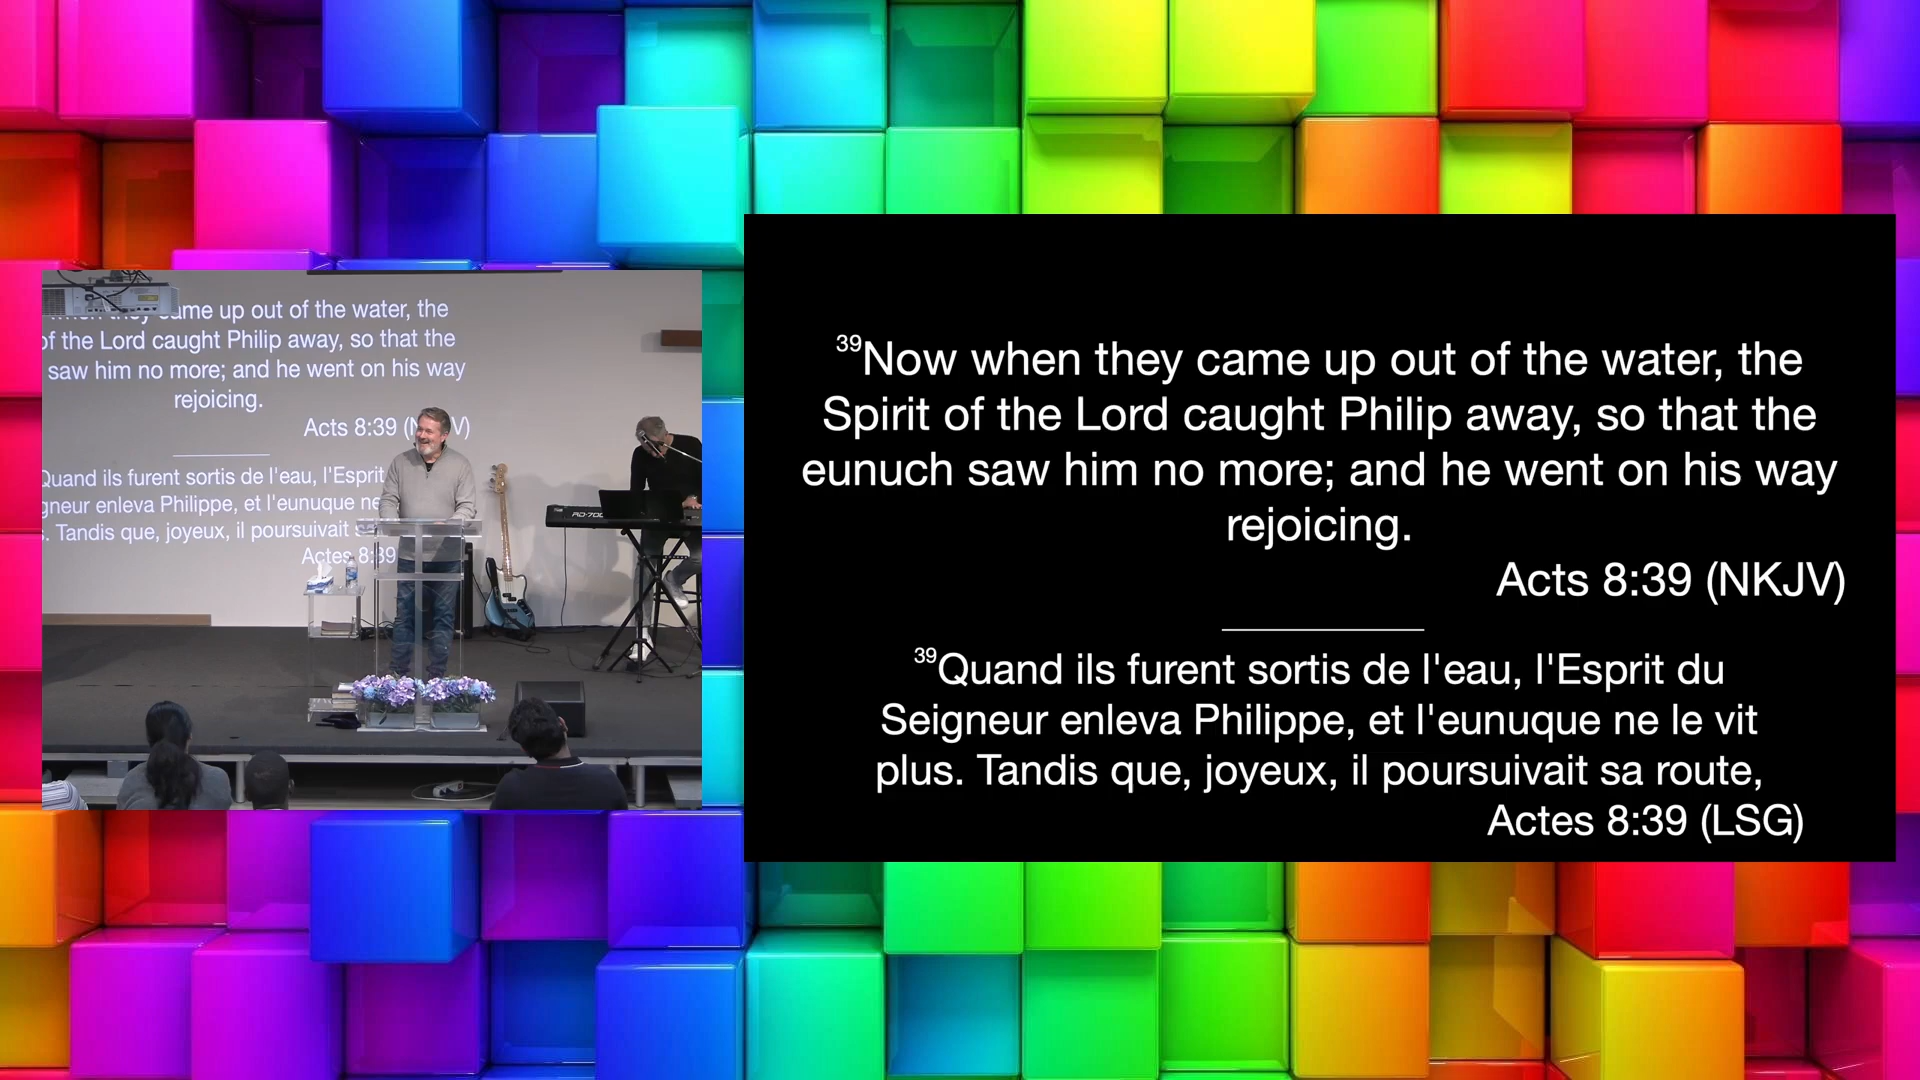 came up out of the water, the
of the Lord caught Philip away, so that the
saw him no more; and he went on his way
rejoicing.
Acts 8:39
Quand ils furent sortis de l'eau, l'Esprit
gneur enleva Philippe, et l'eunuque ne
. Tandis que, joyeux, il poursuivait
Actes 8:39
RD-700
39Now when they came up out of the water, the
Spirit of the Lord caught Philip away, so that the
eunuch saw him no more; and he went on his way
rejoicing.
Acts 8:39 (NKJV)
39Quand ils furent sortis de l'eau, l'Esprit du
Seigneur enleva Philippe, et l'eunuque ne le vit
plus. Tandis que, joyeux, il poursuivait sa route,
Actes 8:39 (LSG)